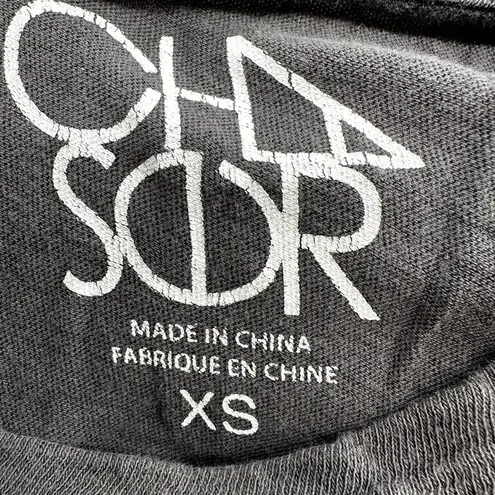 CHA
SER
MADE IN CHINA
FABRIQUE EN CHINE
XS